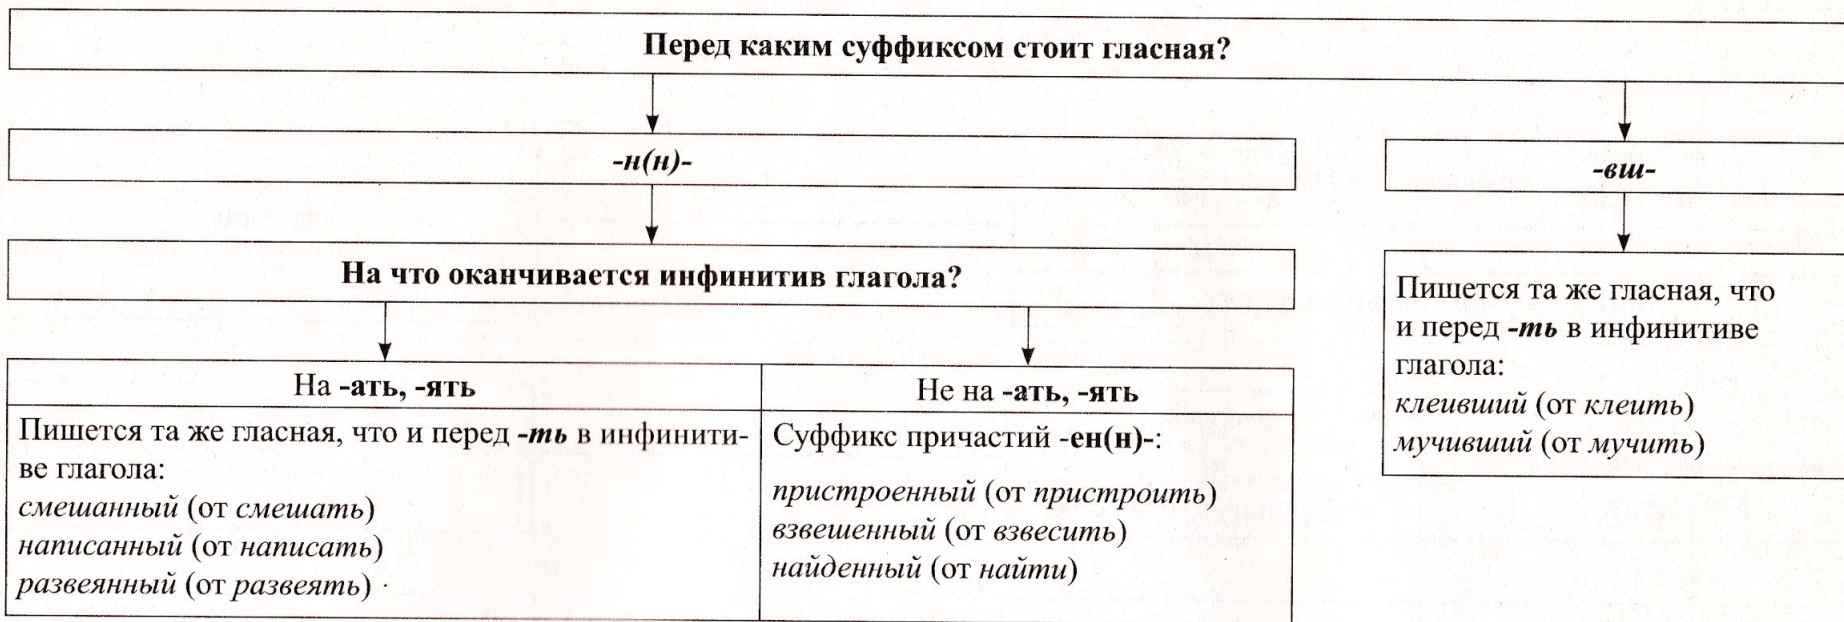 Перед каким суффиксом стоит гласная?
-н(н)-
-вш-
На что оканчивается инфинитив глагола?
Пишется та же гласная, что
и перед -ть в инфинитиве
глагола:
клеивший (от клеить)
мучивший (от мучить)
На -ать, -ять
Пишется та же гласная, что и перед -ть в инфинити-
ве глагола:
смешанный (от смешать)
написанный (от написать)
развеянный (от развеять)
Не на -ать, -ять
Суффикс причастий -ен(н)-:
пристроенный (от пристроить)
взвешенный (от взвесить)
найденный (от найти)